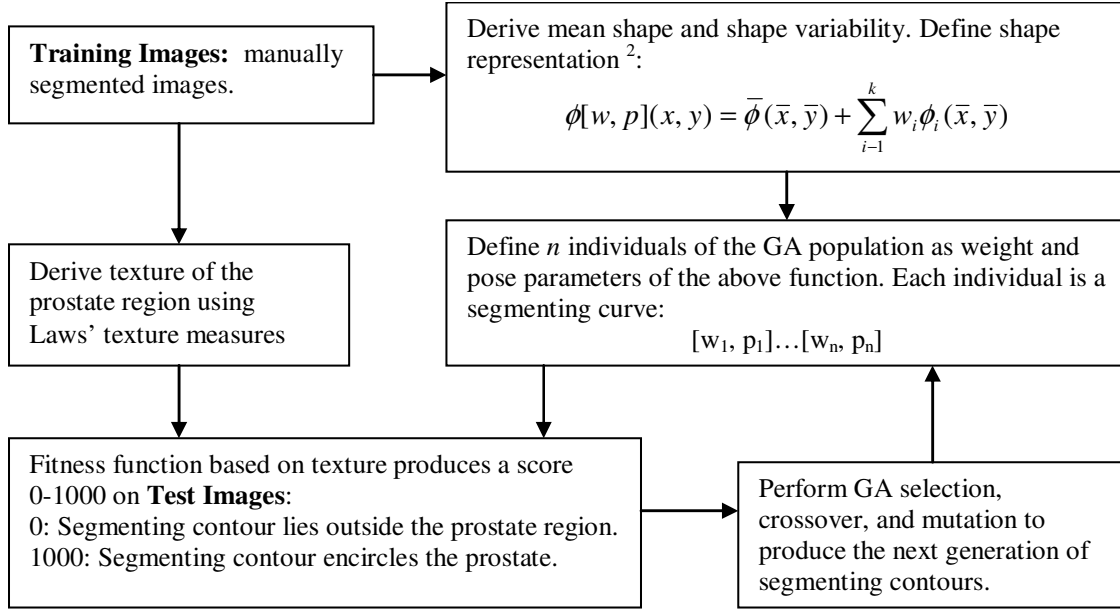 Training Images: manually
segmented images.
Derive mean shape and shape variability. Define shape
representation ²:
ϕ[w, p](x, y) = ϕ̅(x̅, y̅) + ∑ᵏᵢ₋₁ wᵢϕᵢ(x̅, y̅)
Derive texture of the
prostate region using
Laws’ texture measures
Define n individuals of the GA population as weight and
pose parameters of the above function. Each individual is a
segmenting curve:
[w₁, p₁]…[wₙ, pₙ]
Fitness function based on texture produces a score
0-1000 on Test Images:
0: Segmenting contour lies outside the prostate region.
1000: Segmenting contour encircles the prostate.
Perform GA selection,
crossover, and mutation to
produce the next generation of
segmenting contours.